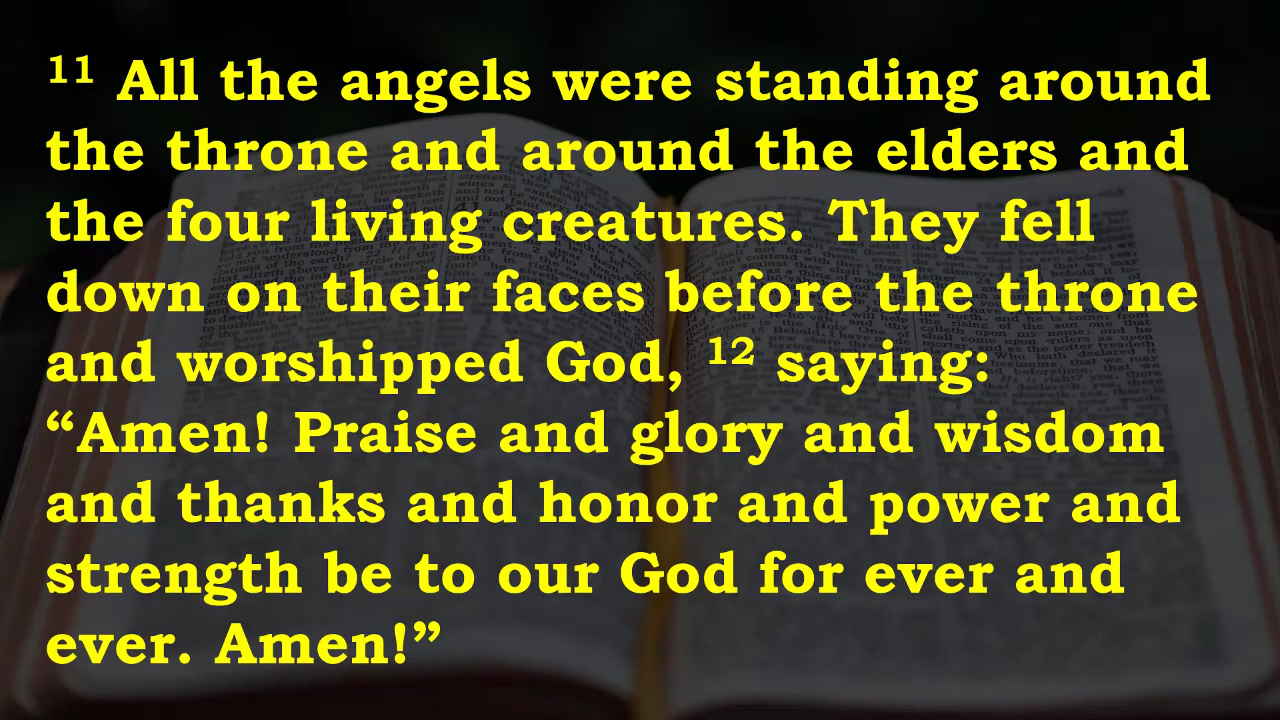 11 All the angels were standing around
the throne and around the elders and
the four living creatures. They fell
down on their faces before the throne
and worshipped God, 12 saying:
“Amen! Praise and glory and wisdom
and thanks and honor and power and
strength be to our God for ever and
ever. Amen!”